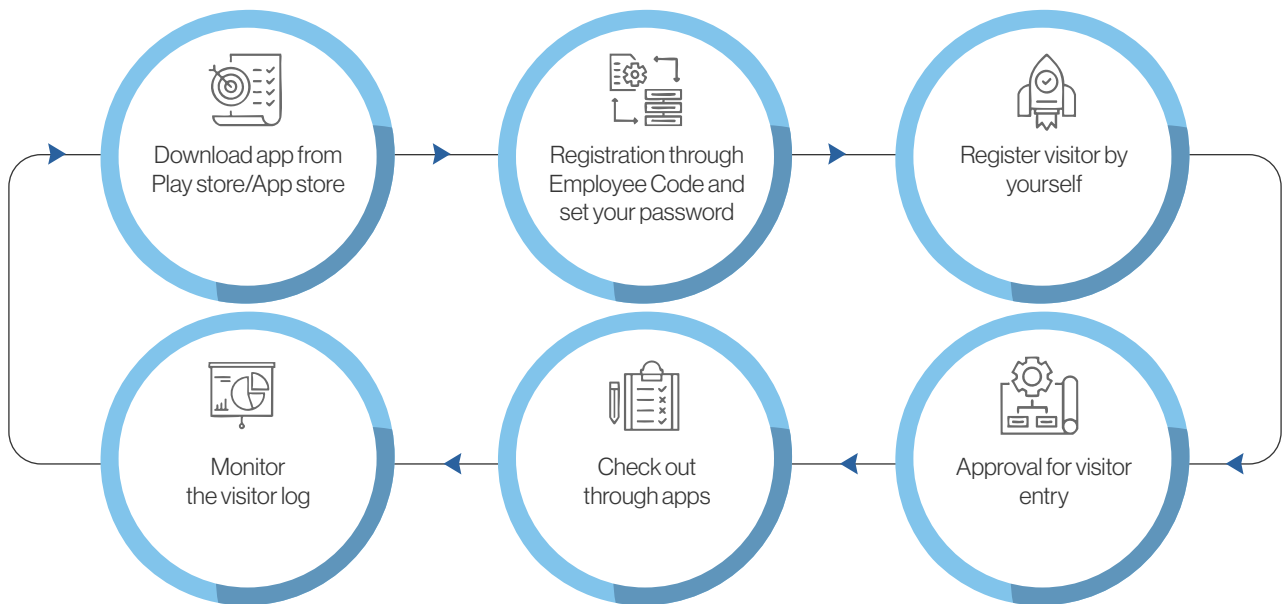 Download app from
Play store/App store
Registration through
Employee Code and
set your password
Register visitor by
yourself
Approval for visitor
entry
Check out
through apps
Monitor
the visitor log